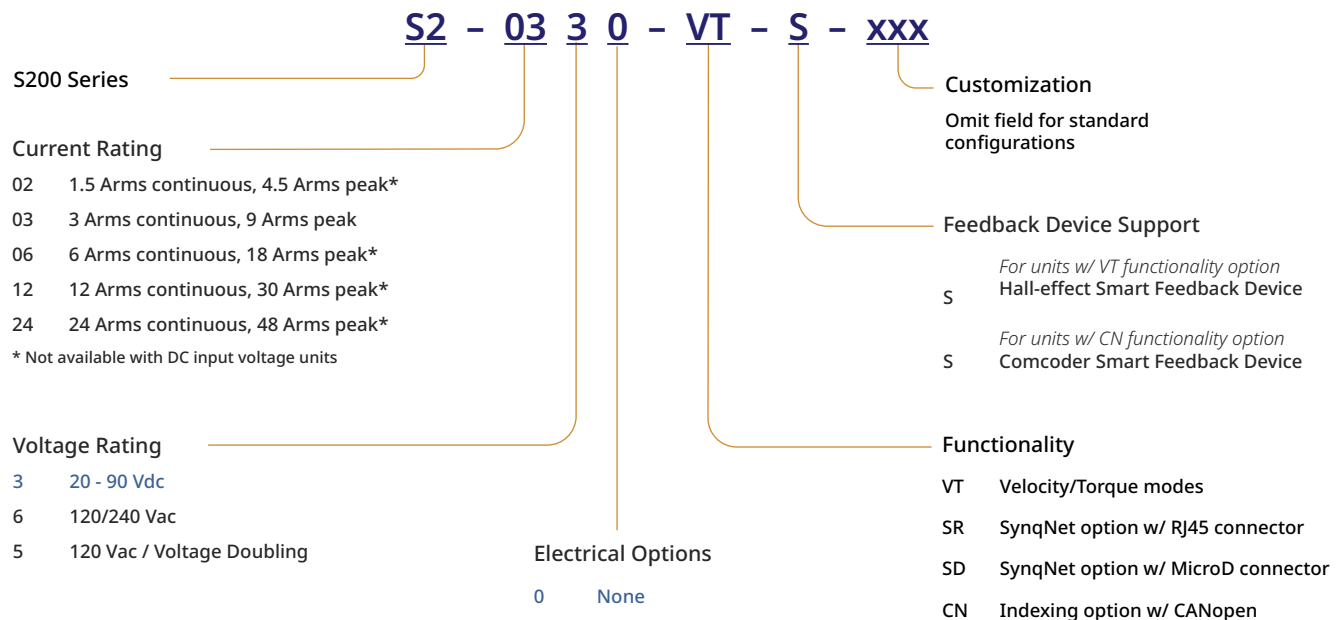 S2 – 03 3 0 – VT – S – xxx
S200 Series
Current Rating
02 1.5 Arms continuous, 4.5 Arms peak*
03 3 Arms continuous, 9 Arms peak
06 6 Arms continuous, 18 Arms peak*
12 12 Arms continuous, 30 Arms peak*
24 24 Arms continuous, 48 Arms peak*
* Not available with DC input voltage units
Voltage Rating
3 20 - 90 Vdc
6 120/240 Vac
5 120 Vac / Voltage Doubling
Electrical Options
0 None
Customization
Omit field for standard
configurations
Feedback Device Support
For units w/ VT functionality option
S Hall-effect Smart Feedback Device
For units w/ CN functionality option
S Comcoder Smart Feedback Device
Functionality
VT Velocity/Torque modes
SR SynqNet option w/ RJ45 connector
SD SynqNet option w/ MicroD connector
CN Indexing option w/ CANopen